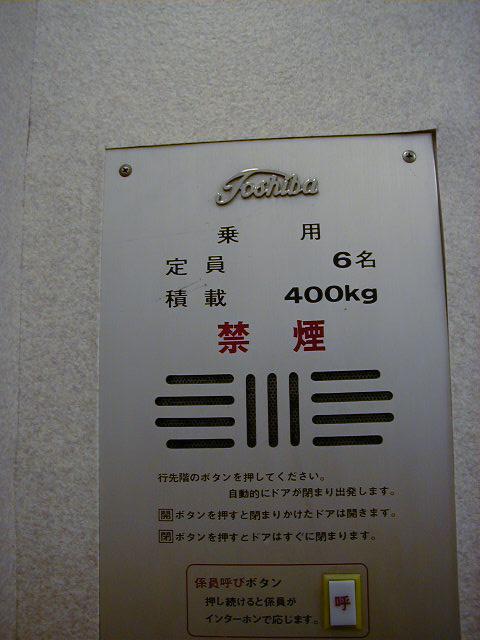 Toshiba
乗 用
定 員 6名
積 載 400kg
禁 煙
行先階のボタンを押してください。
自動的にドアが閉まり出発します。
開ボタンを押すと閉まりかけたドアは開きます。
閉ボタンを押すとドアはすぐに閉まります。
係員呼びボタン
押し続けると係員が
インターホンで応じます。
呼